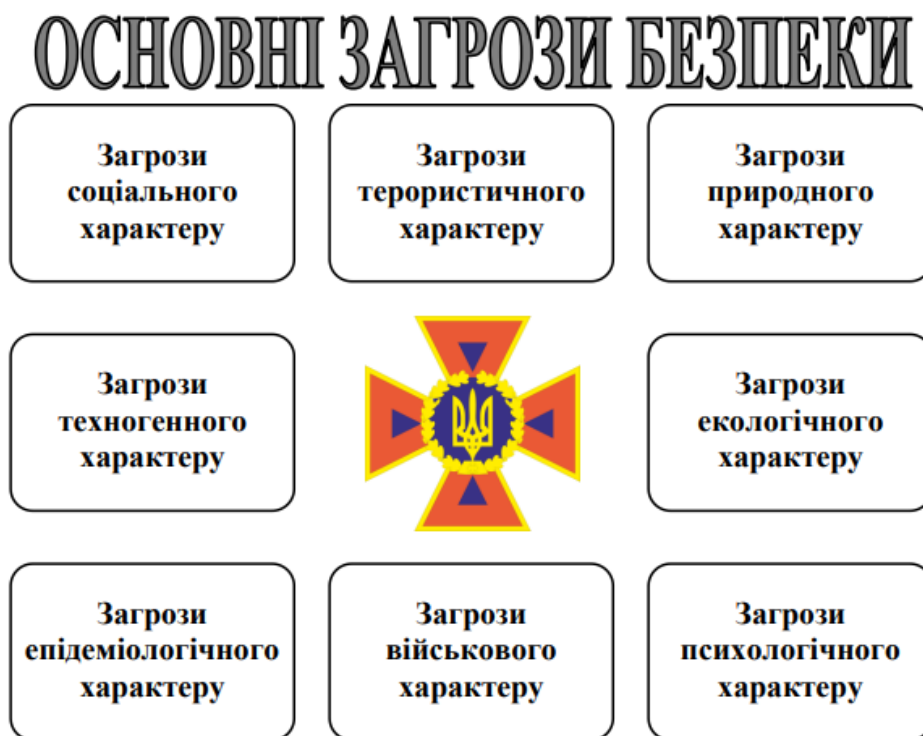 ОСНОВНІ ЗАГРОЗИ БЕЗПЕКИ
Загрози
соціального
характеру
Загрози
терористичного
характеру
Загрози
природного
характеру
Загрози
техногенного
характеру
Загрози
екологічного
характеру
Загрози
епідеміологічного
характеру
Загрози
військового
характеру
Загрози
психологічного
характеру